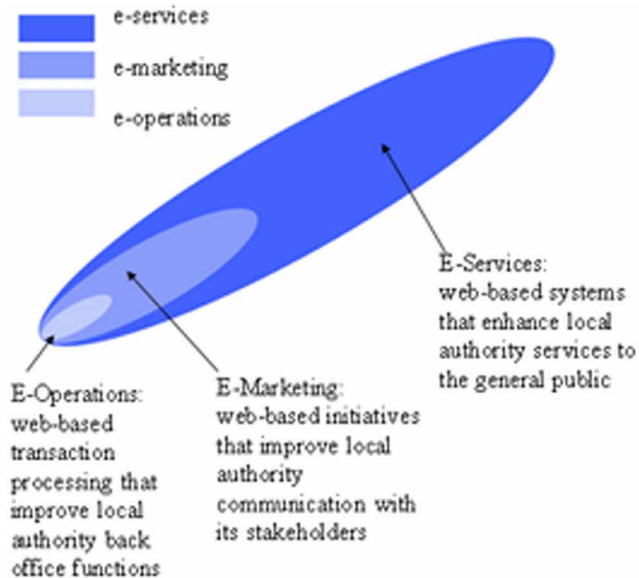 e-services
e-marketing
e-operations
E-Services:
web-based systems
that enhance local
authority services to
the general public
E-Operations:
web-based
transaction
processing that
improve local
authority back
office functions
E-Marketing:
web-based initiatives
that improve local
authority
communication with
its stakeholders